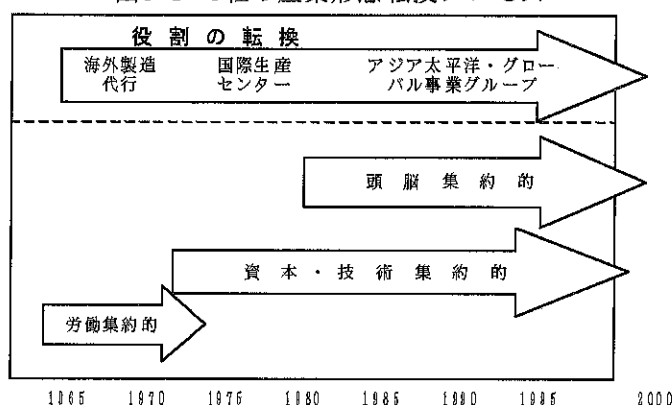 役割の転換
海外製造 国際生産 アジア太平洋・グロー
代行 センター バル事業グループ
頭脳集約的
資本・技術集約的
労働集約的
1965 1970 1975 1980 1985 1990 1995 2000